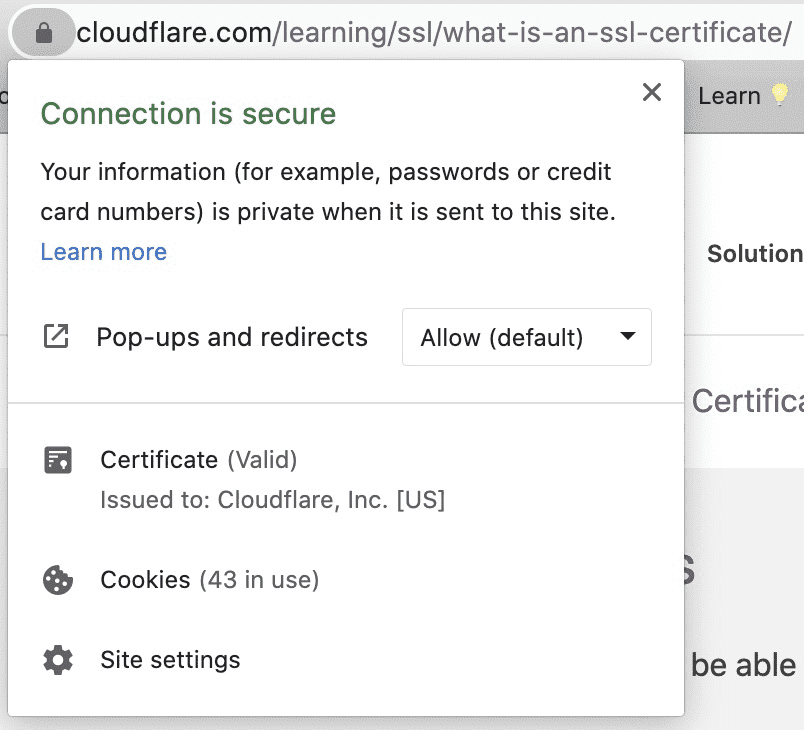 cloudflare.com/learning/ssl/what-is-an-ssl-certificate/
Connection is secure
Learn
Your information (for example, passwords or credit
card numbers) is private when it is sent to this site.
Learn more
Solution
Pop-ups and redirects Allow (default)
Certifica
Certificate (Valid)
Issued to: Cloudflare, Inc. [US]
Cookies (43 in use)
s
Site settings
be able